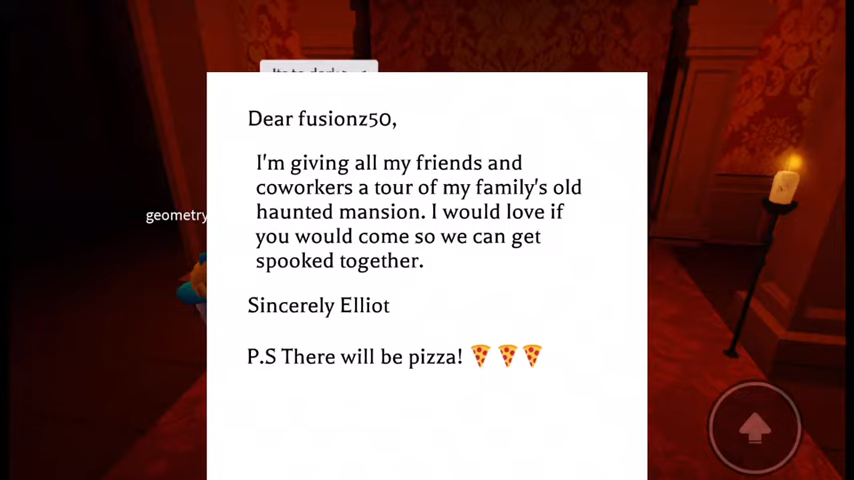 Dear fusionz50,
I'm giving all my friends and
coworkers a tour of my family's old
haunted mansion. I would love if
you would come so we can get
spooked together.
Sincerely Elliot
P.S There will be pizza! 🍕🍕🍕
geometry